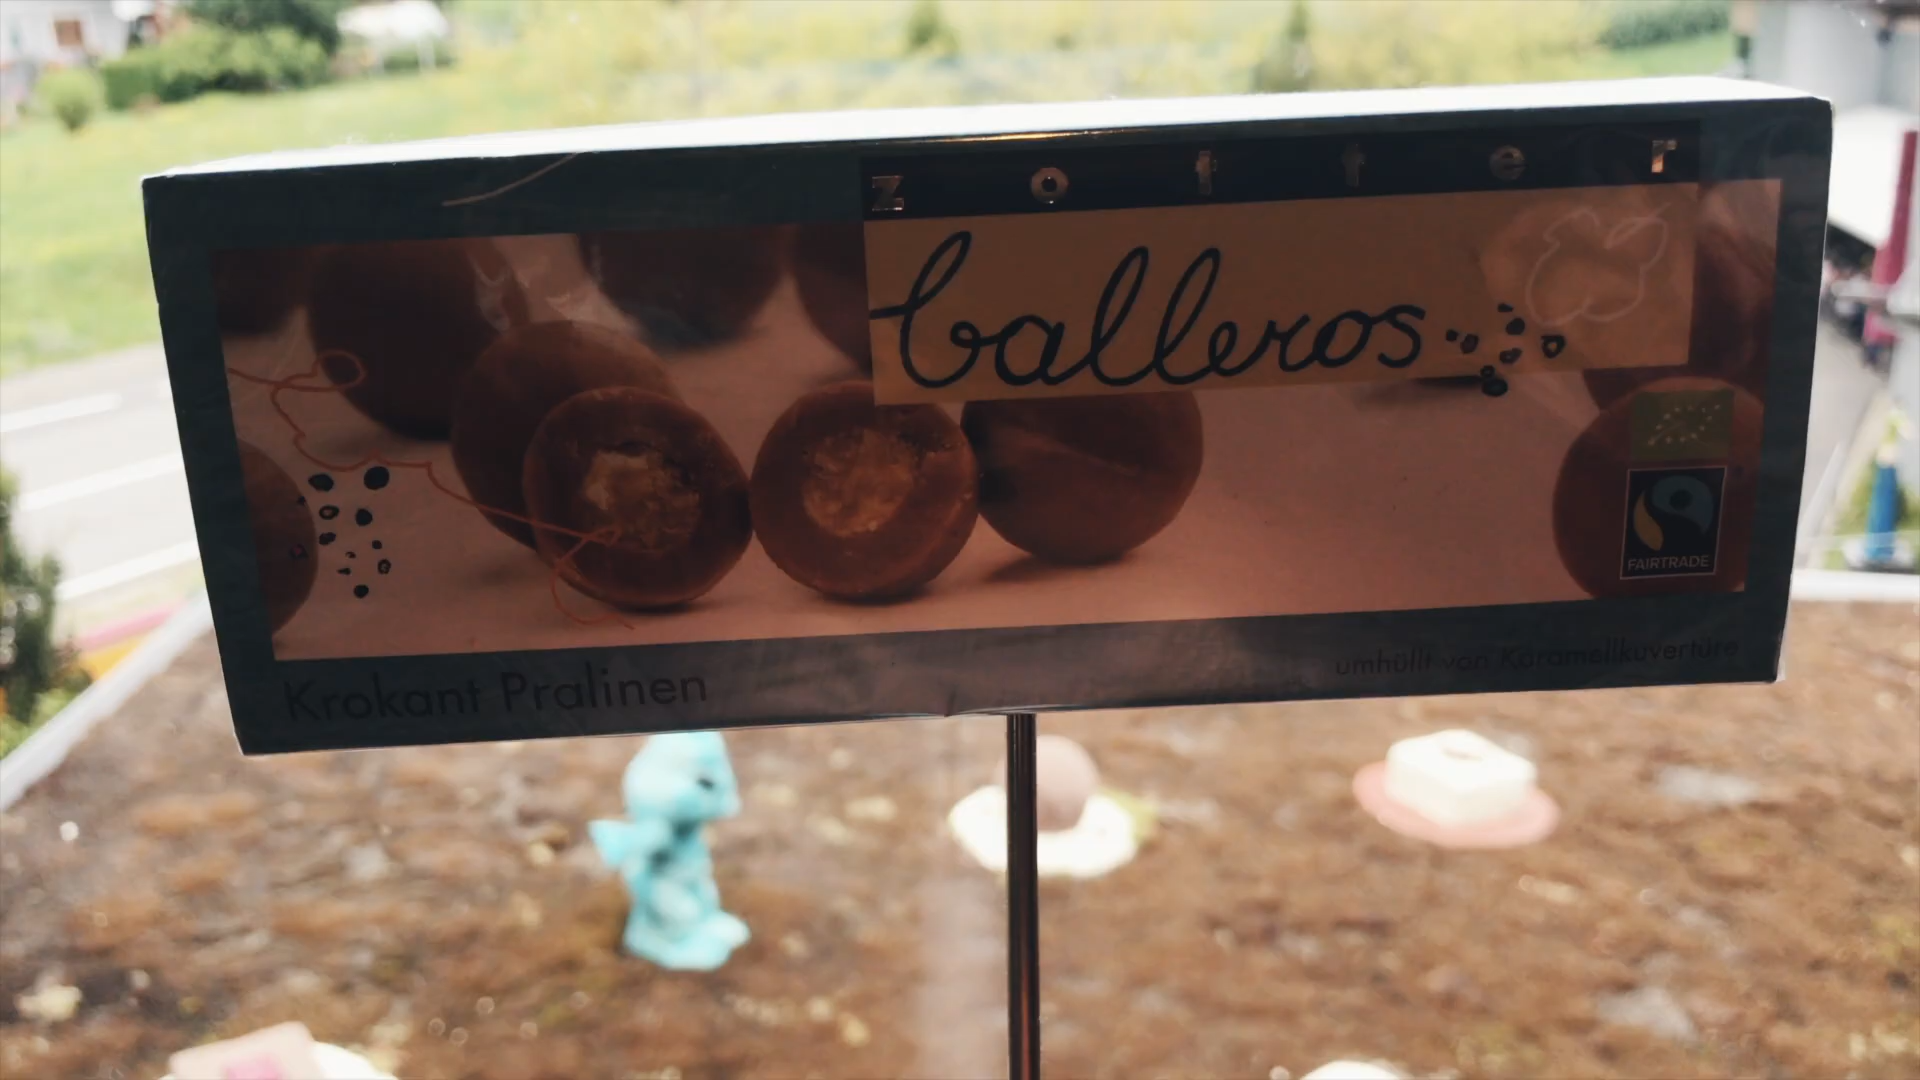 zotter
balleros
FAIRTRADE
Krokant Pralinen
umhüllt von Karamellkuvertüre